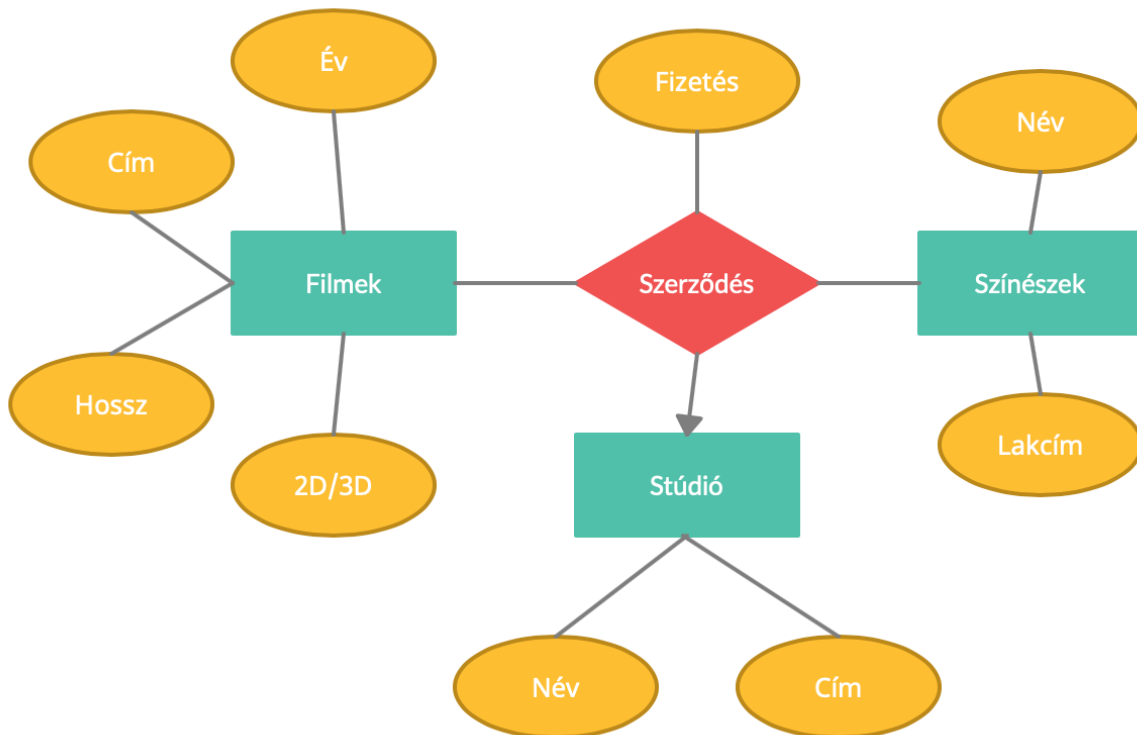 Év
Fizetés
Név
Cím
Filmek
Szerződés
Színészek
Hossz
Lakcím
2D/3D
Stúdió
Név
Cím